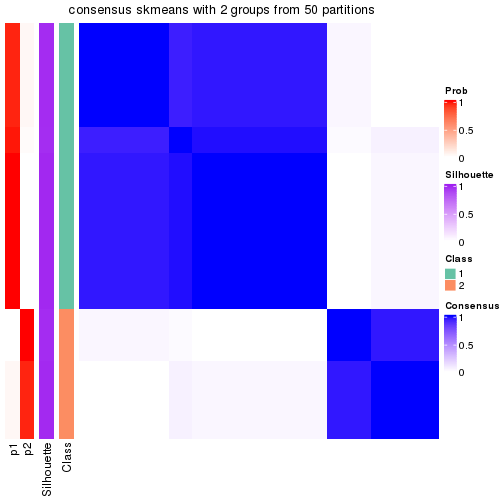 consensus skmeans with 2 groups from 50 partitions
Prob
1
0.5
0
Silhouette
1
0.5
0
Class
1
2
Consensus
1
0.5
0
p1
p2
Silhouette
Class